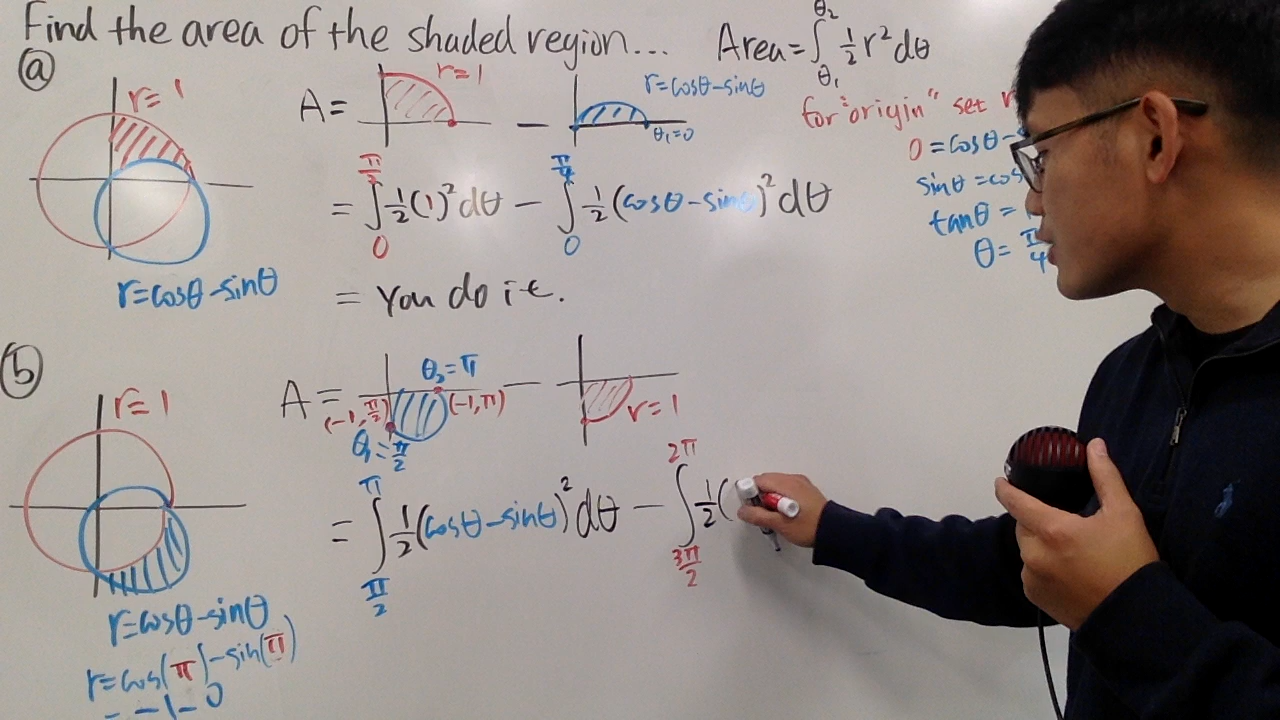 Find the area of the shaded region...
Area = ∫_{θ₁}^{θ₂} ½ r² dθ
ⓐ
r=1
r=cosθ-sinθ
A =
r=1
−
r=cosθ-sinθ
θ₁=0
= ∫_0^{π/2} ½(1)² dθ − ∫_0^{π/4} ½(cosθ-sinθ)² dθ
= You do it.
for "origin" set
0 = cosθ-
sinθ = cos
tanθ =
θ = π/4
ⓑ
r=1
r=cosθ-sinθ
r=cos(π)-sin(π)
= -1-0
A =
θ₂=π
(-1, π/2)
(-1, π)
θ₁=π/2
−
r=1
= ∫_{π/2}^{π} ½(cosθ-sinθ)² dθ − ∫_{3π/2}^{2π} ½(